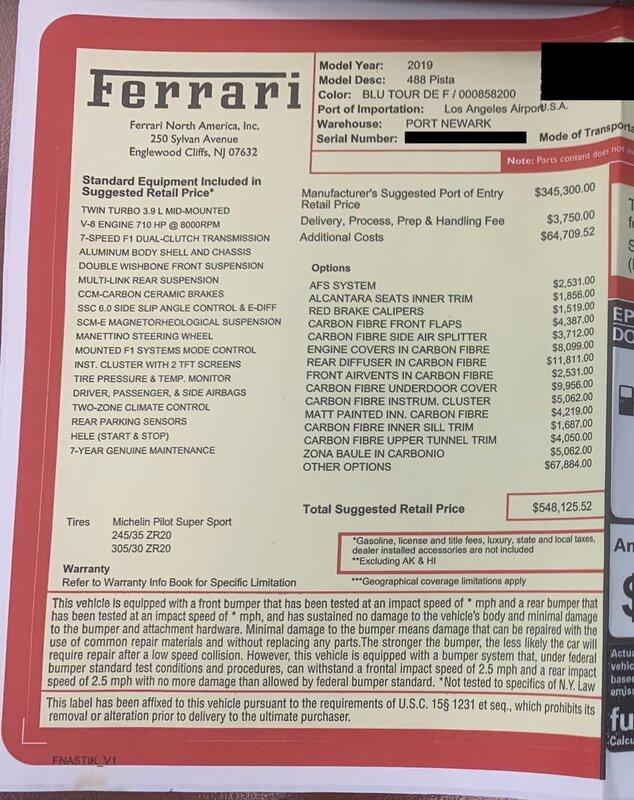 Ferrari
Ferrari North America, Inc.
250 Sylvan Avenue
Englewood Cliffs, NJ 07632
Model Year: 2019
Model Desc: 488 Pista
Color: BLU TOUR DE F / 000858200
Port of Importation: Los Angeles Airport U.S.A.
Warehouse: PORT NEWARK
Serial Number:
Mode of Transporta
Note: Parts content does not in
Standard Equipment Included in
Suggested Retail Price*
TWIN TURBO 3.9 L MID-MOUNTED
V-8 ENGINE 710 HP @ 8000RPM
7-SPEED F1 DUAL-CLUTCH TRANSMISSION
ALUMINUM BODY SHELL AND CHASSIS
DOUBLE WISHBONE FRONT SUSPENSION
MULTI-LINK REAR SUSPENSION
CCM-CARBON CERAMIC BRAKES
SSC 6.0 SIDE SLIP ANGLE CONTROL & E-DIFF
SCM-E MAGNETORHEOLOGICAL SUSPENSION
MANETTINO STEERING WHEEL
MOUNTED F1 SYSTEMS MODE CONTROL
INST. CLUSTER WITH 2 TFT SCREENS
TIRE PRESSURE & TEMP. MONITOR
DRIVER, PASSENGER, & SIDE AIRBAGS
TWO-ZONE CLIMATE CONTROL
REAR PARKING SENSORS
HELE (START & STOP)
7-YEAR GENUINE MAINTENANCE
Manufacturer's Suggested Port of Entry $345,300.00
Retail Price
Delivery, Process, Prep & Handling Fee $3,750.00
Additional Costs $64,709.52
Options
AFS SYSTEM $2,531.00
ALCANTARA SEATS INNER TRIM $1,856.00
RED BRAKE CALIPERS $1,519.00
CARBON FIBRE FRONT FLAPS $4,387.00
CARBON FIBRE SIDE AIR SPLITTER $3,712.00
ENGINE COVERS IN CARBON FIBRE $8,099.00
REAR DIFFUSER IN CARBON FIBRE $11,811.00
FRONT AIRVENTS IN CARBON FIBRE $2,531.00
CARBON FIBRE UNDERDOOR COVER $9,956.00
CARBON FIBRE INSTRUM. CLUSTER $5,062.00
MATT PAINTED INN. CARBON FIBRE $4,219.00
CARBON FIBRE INNER SILL TRIM $1,687.00
CARBON FIBRE UPPER TUNNEL TRIM $4,050.00
ZONA BAULE IN CARBONIO $5,062.00
OTHER OPTIONS $67,884.00
Total Suggested Retail Price $548,125.52
Tires Michelin Pilot Super Sport
245/35 ZR20
305/30 ZR20
Warranty
Refer to Warranty Info Book for Specific Limitation
*Gasoline, license and title fees, luxury, state and local taxes,
dealer installed accessories are not included
**Excluding AK & HI
***Geographical coverage limitations apply
This vehicle is equipped with a front bumper that has been tested at an impact speed of * mph and a rear bumper that
has been tested at an impact speed of * mph, and has sustained no damage to the vehicle's body and minimal damage
to the bumper and attachment hardware. Minimal damage to the bumper means damage that can be repaired with the
use of common repair materials and without replacing any parts.The stronger the bumper, the less likely the car will
require repair after a low speed collision. However, this vehicle is equipped with a bumper system that, under federal
bumper standard test conditions and procedures, can withstand a frontal impact of 2.5 mph and a rear impact
speed of 2.5 mph with no more damage than allowed by federal bumper standard. *Not tested to specifics of N.Y. Law
This label has been affixed to this vehicle pursuant to the requirements of U.S.C. 15§ 1231 et seq., which prohibits its
removal or alteration prior to delivery to the ultimate purchaser.
FNASTIK_V1
EP
DO
An
$
Actua
vehic
base
emis
fu
Calcu